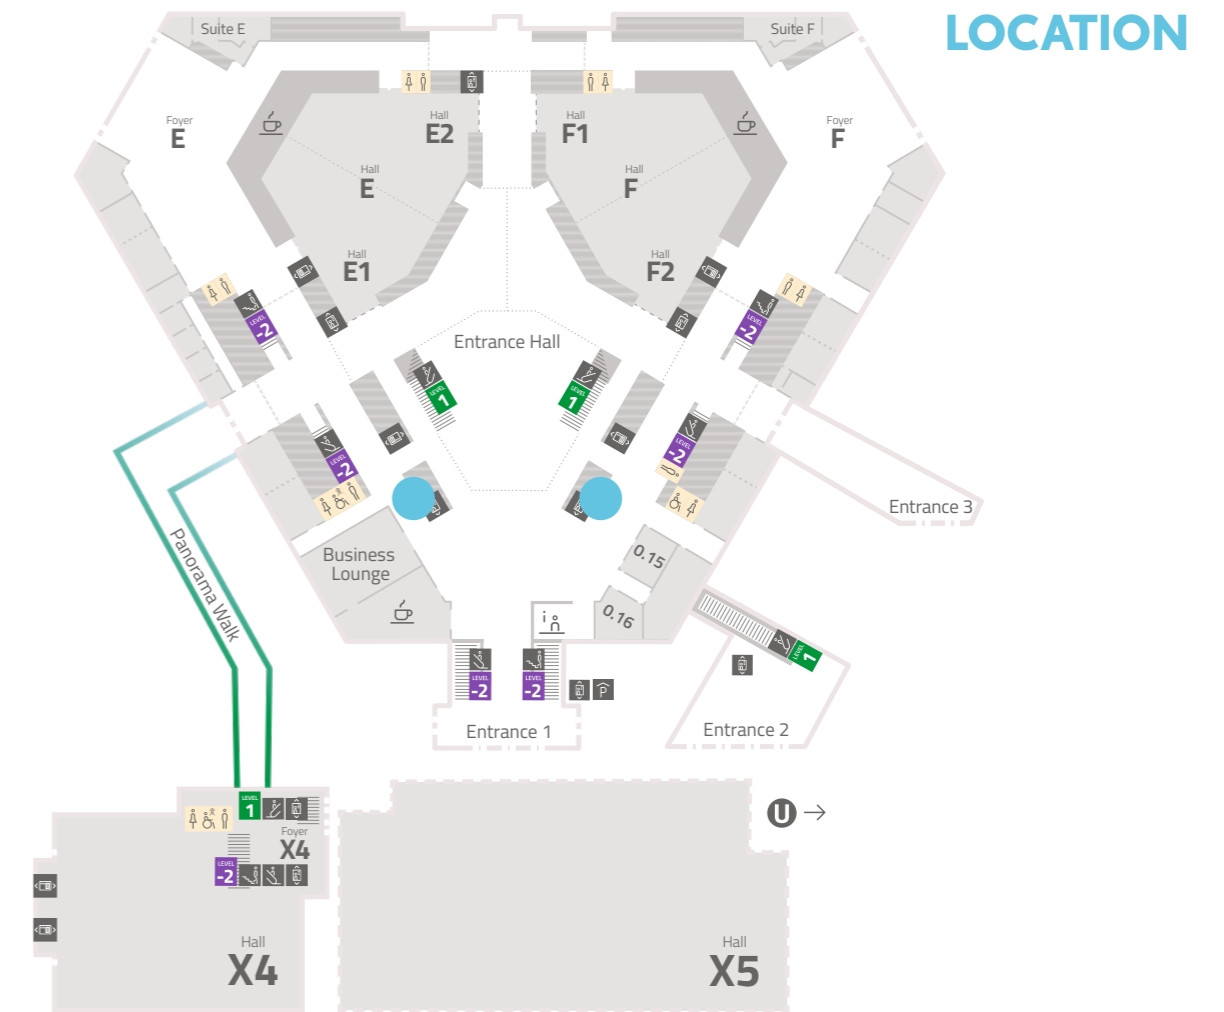 LOCATION
Suite E
Suite F
Foyer
E
Hall
E2
Hall
F1
Foyer
F
Hall
E
Hall
F
Hall
E1
Hall
F2
LEVEL
-2
LEVEL
-2
Entrance Hall
LEVEL
1
LEVEL
1
LEVEL
-2
LEVEL
-2
Entrance 3
Business
Lounge
0.15
0.16
i
Panorama Walk
LEVEL
1
LEVEL
-2
LEVEL
-2
P
Entrance 1
Entrance 2
LEVEL
1
U
Foyer
X4
LEVEL
-2
Hall
X4
Hall
X5